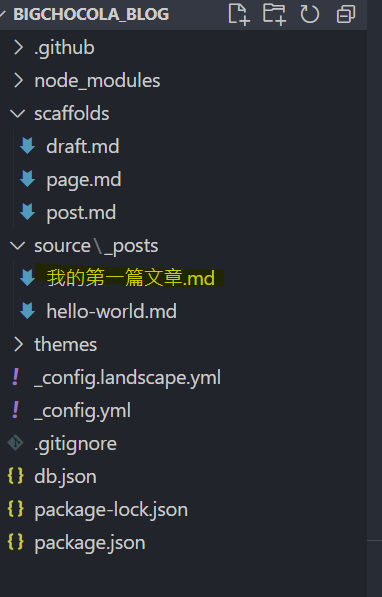 BIGCHOCOLA_BLOG
.github
node_modules
scaffolds
draft.md
page.md
post.md
source\_posts
我的第一篇文章.md
hello-world.md
themes
_config.landscape.yml
_config.yml
.gitignore
db.json
package-lock.json
package.json